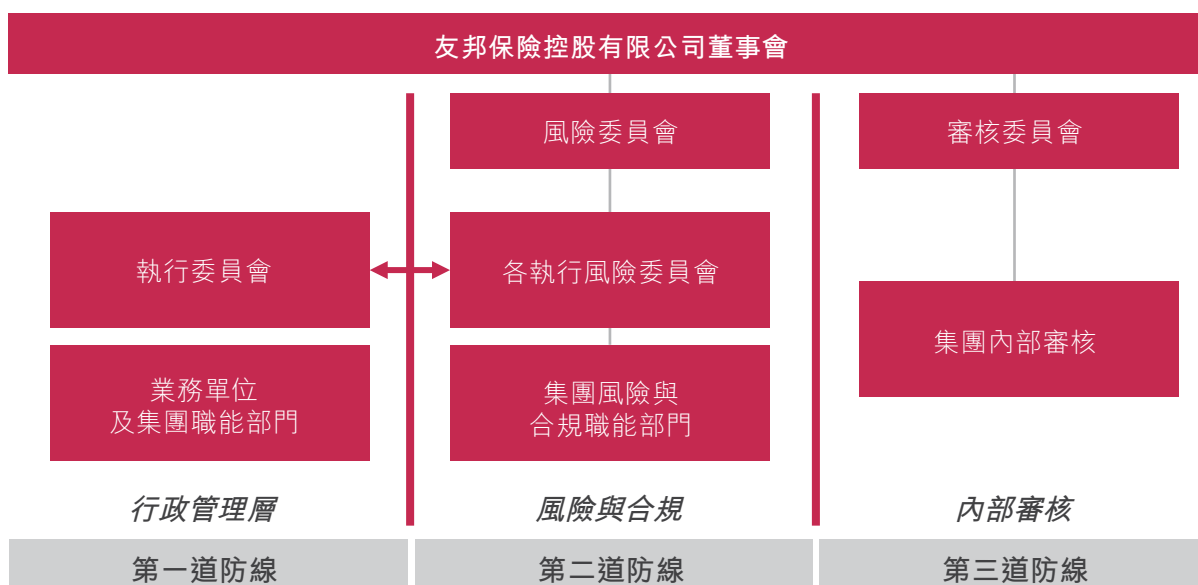 友邦保險控股有限公司董事會
風險委員會
審核委員會
執行委員會
各執行風險委員會
集團內部審核
業務單位
及集團職能部門
集團風險與
合規職能部門
行政管理層
風險與合規
內部審核
第一道防線
第二道防線
第三道防線